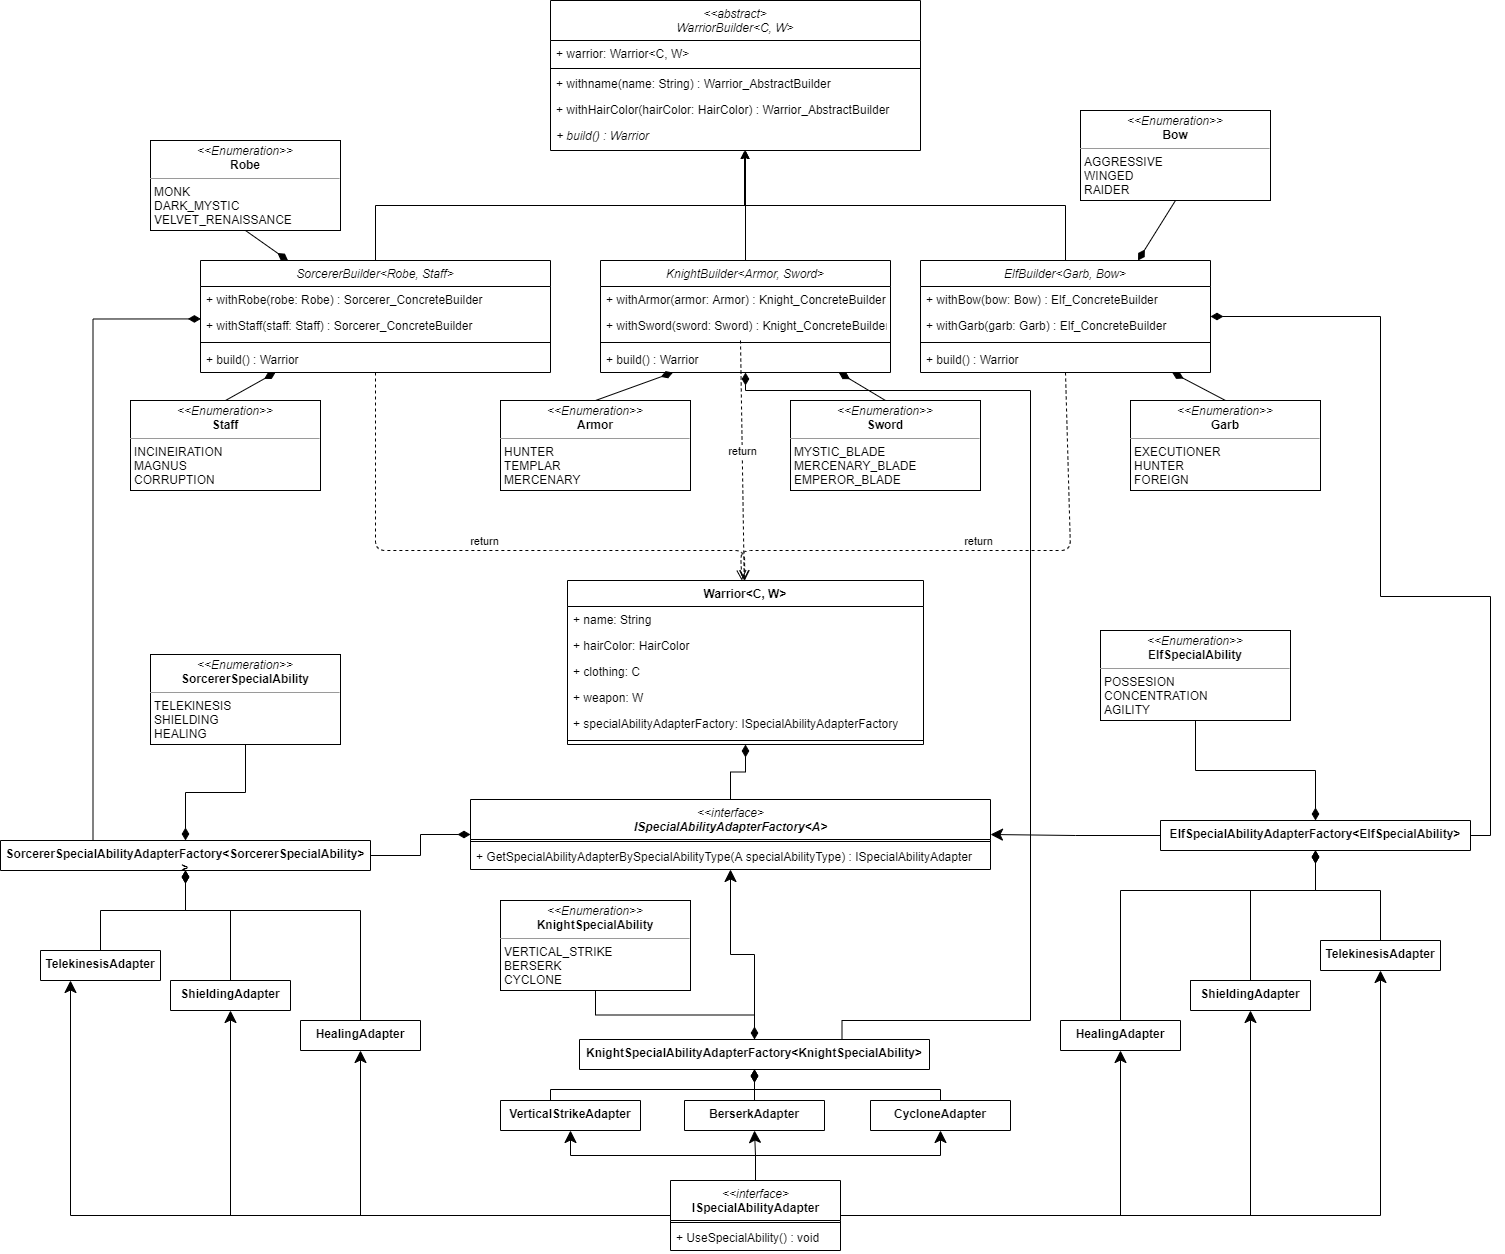 <<abstract>>
WarriorBuilder<C, W>
+ warrior: Warrior<C, W>
+ withname(name: String) : Warrior_AbstractBuilder
+ withHairColor(hairColor: HairColor) : Warrior_AbstractBuilder
+ build() : Warrior
<<Enumeration>>
Bow
AGGRESSIVE
WINGED
RAIDER
<<Enumeration>>
Robe
MONK
DARK_MYSTIC
VELVET_RENAISSANCE
SorcererBuilder<Robe, Staff>
+ withRobe(robe: Robe) : Sorcerer_ConcreteBuilder
+ withStaff(staff: Staff) : Sorcerer_ConcreteBuilder
+ build() : Warrior
KnightBuilder<Armor, Sword>
+ withArmor(armor: Armor) : Knight_ConcreteBuilder
+ withSword(sword: Sword) : Knight_ConcreteBuilder
+ build() : Warrior
ElfBuilder<Garb, Bow>
+ withBow(bow: Bow) : Elf_ConcreteBuilder
+ withGarb(garb: Garb) : Elf_ConcreteBuilder
+ build() : Warrior
<<Enumeration>>
Staff
INCINEIRATION
MAGNUS
CORRUPTION
<<Enumeration>>
Armor
HUNTER
TEMPLAR
MERCENARY
<<Enumeration>>
Sword
MYSTIC_BLADE
MERCENARY_BLADE
EMPEROR_BLADE
<<Enumeration>>
Garb
EXECUTIONER
HUNTER
FOREIGN
return
return
return
Warrior<C, W>
+ name: String
+ hairColor: HairColor
+ clothing: C
+ weapon: W
+ specialAbilityAdapterFactory: ISpecialAbilityAdapterFactory
<<Enumeration>>
SorcererSpecialAbility
TELEKINESIS
SHIELDING
HEALING
<<Enumeration>>
ElfSpecialAbility
POSSESION
CONCENTRATION
AGILITY
<<interface>>
ISpecialAbilityAdapterFactory<A>
+ GetSpecialAbilityAdapterBySpecialAbilityType(A specialAbilityType) : ISpecialAbilityAdapter
SorcererSpecialAbilityAdapterFactory<SorcererSpecialAbility>
>
ElfSpecialAbilityAdapterFactory<ElfSpecialAbility>
<<Enumeration>>
KnightSpecialAbility
VERTICAL_STRIKE
BERSERK
CYCLONE
TelekinesisAdapter
ShieldingAdapter
HealingAdapter
TelekinesisAdapter
ShieldingAdapter
HealingAdapter
KnightSpecialAbilityAdapterFactory<KnightSpecialAbility>
VerticalStrikeAdapter
BerserkAdapter
CycloneAdapter
<<interface>>
ISpecialAbilityAdapter
+ UseSpecialAbility() : void